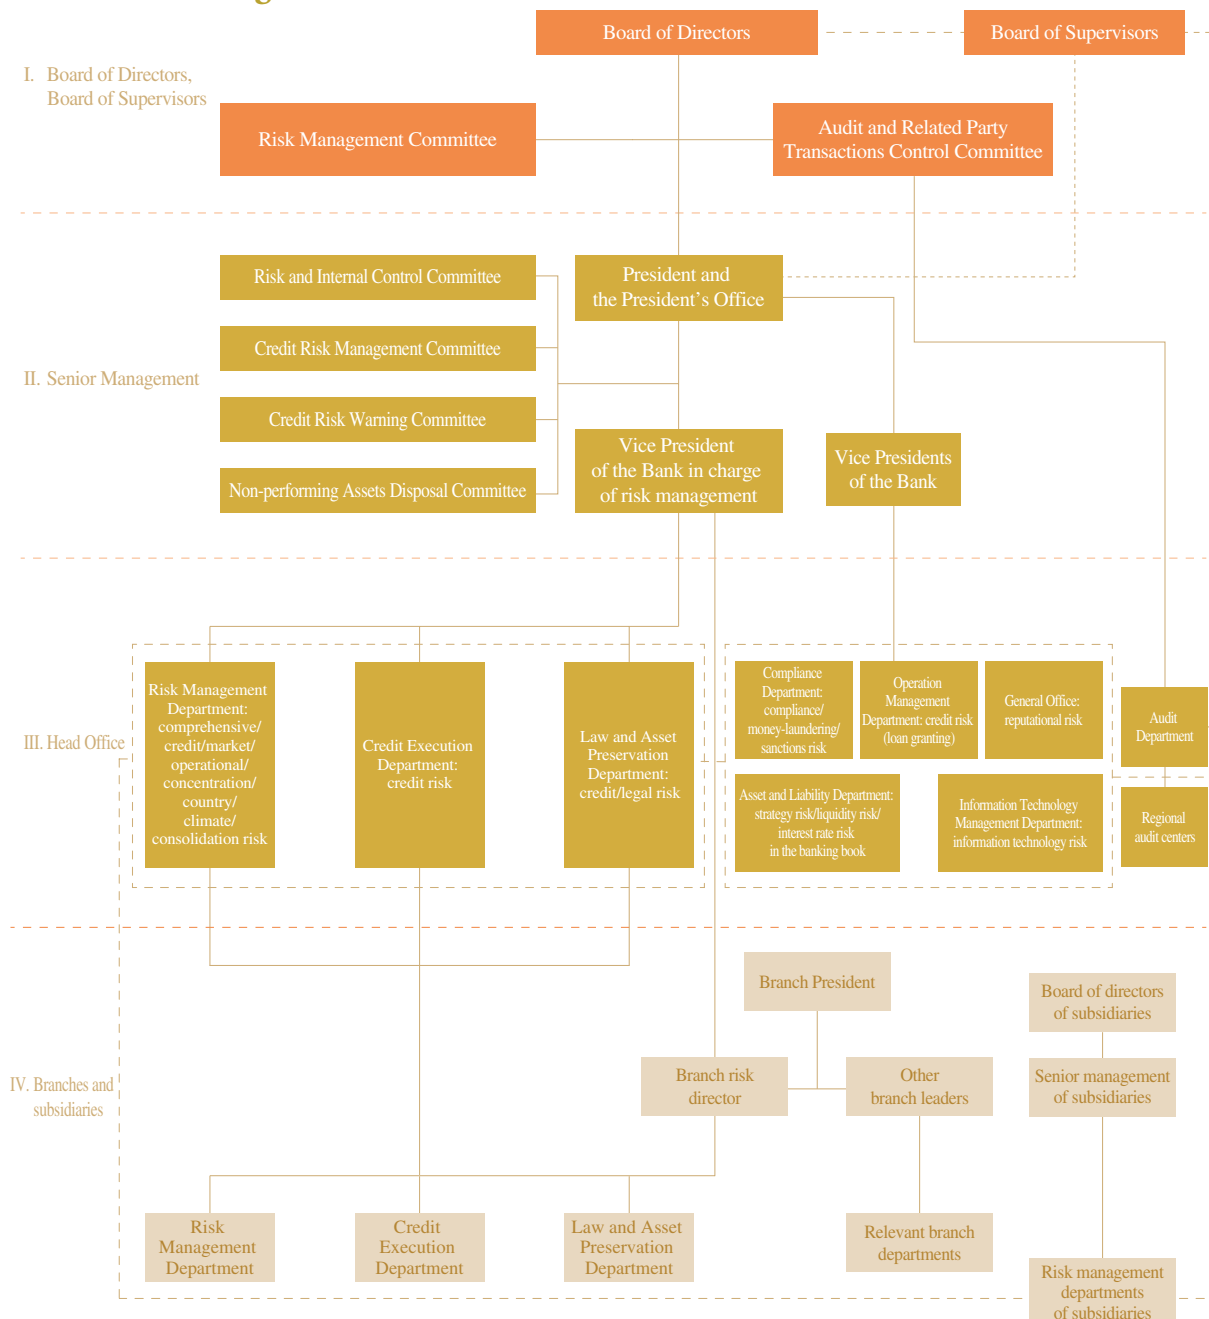 Board of Directors
Board of Supervisors
I. Board of Directors,
Board of Supervisors
Risk Management Committee
Audit and Related Party
Transactions Control Committee
Risk and Internal Control Committee
President and
the President’s Office
Credit Risk Management Committee
II. Senior Management
Credit Risk Warning Committee
Vice President
of the Bank in charge
of risk management
Vice Presidents
of the Bank
Non-performing Assets Disposal Committee
III. Head Office
Risk Management
Department:
comprehensive/
credit/market/
operational/
concentration/
country/
climate/
consolidation risk
Credit Execution
Department:
credit risk
Law and Asset
Preservation
Department:
credit/legal risk
Compliance
Department:
compliance/
money-laundering/
sanctions risk
Operation
Management
Department: credit risk
(loan granting)
General Office:
reputational risk
Audit
Department
Asset and Liability Department:
strategy risk/liquidity risk/
interest rate risk
in the banking book
Information Technology
Management Department:
information technology risk
Regional
audit centers
Branch President
Board of directors
of subsidiaries
IV. Branches and
subsidiaries
Branch risk
director
Other
branch leaders
Senior management
of subsidiaries
Risk
Management
Department
Credit
Execution
Department
Law and Asset
Preservation
Department
Relevant branch
departments
Risk management
departments
of subsidiaries